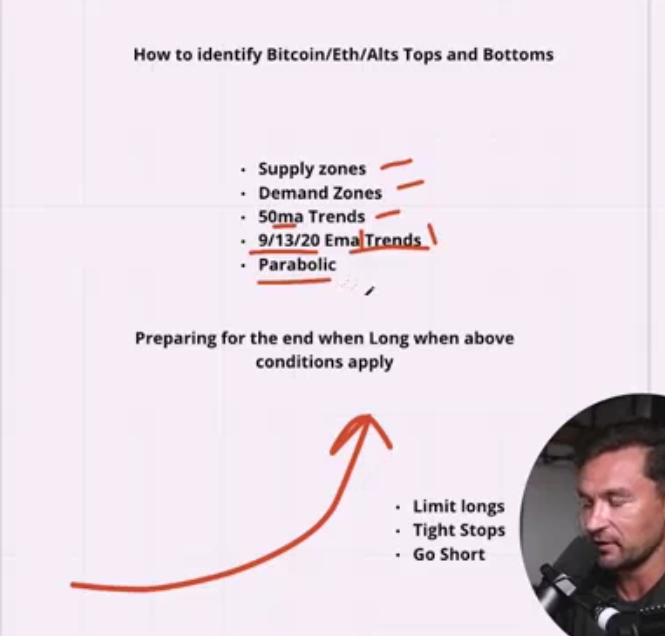 How to identify Bitcoin/Eth/Alts Tops and Bottoms
· Supply zones
· Demand Zones
· 50ma Trends
· 9/13/20 Ema Trends
· Parabolic
Preparing for the end when Long when above
conditions apply
· Limit longs
· Tight Stops
· Go Short